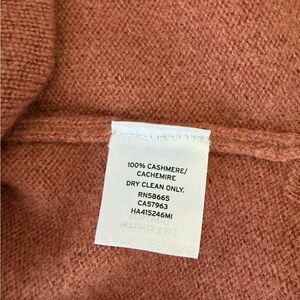 100% CASHMERE/
CACHEMIRE
DRY CLEAN ONLY.
RN58665
CA57963
HA415246MI